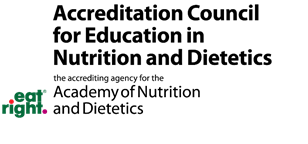 Accreditation Council
for Education in
Nutrition and Dietetics
the accrediting agency for the
eat
right.
Academy of Nutrition
and Dietetics